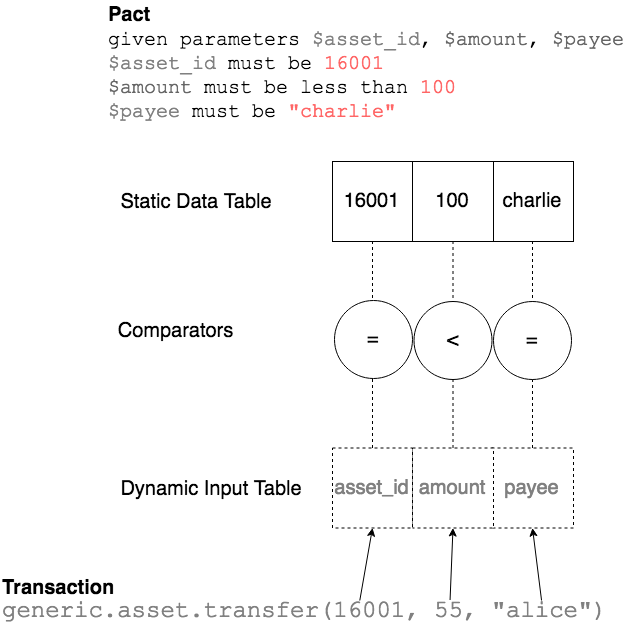 Pact
given parameters $asset_id, $amount, $payee
$asset_id must be 16001
$amount must be less than 100
$payee must be "charlie"
Static Data Table 16001 100 charlie
Comparators = < =
Dynamic Input Table asset_id amount payee
Transaction
generic.asset.transfer(16001, 55, "alice")